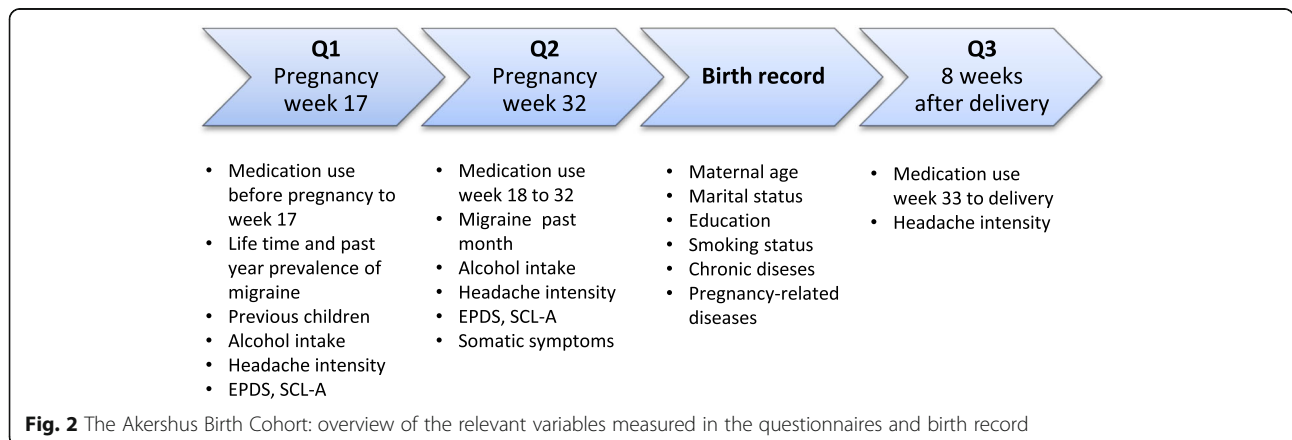 Q1
Pregnancy
week 17
Q2
Pregnancy
week 32
Birth record
Q3
8 weeks
after delivery
• Medication use
before pregnancy to
week 17
• Life time and past
year prevalence of
migraine
• Previous children
• Alcohol intake
• Headache intensity
• EPDS, SCL-A
• Medication use
week 18 to 32
• Migraine past
month
• Alcohol intake
• Headache intensity
• EPDS, SCL-A
• Somatic symptoms
• Maternal age
• Marital status
• Education
• Smoking status
• Chronic diseses
• Pregnancy-related
diseases
• Medication use
week 33 to delivery
• Headache intensity
Fig. 2 The Akershus Birth Cohort: overview of the relevant variables measured in the questionnaires and birth record